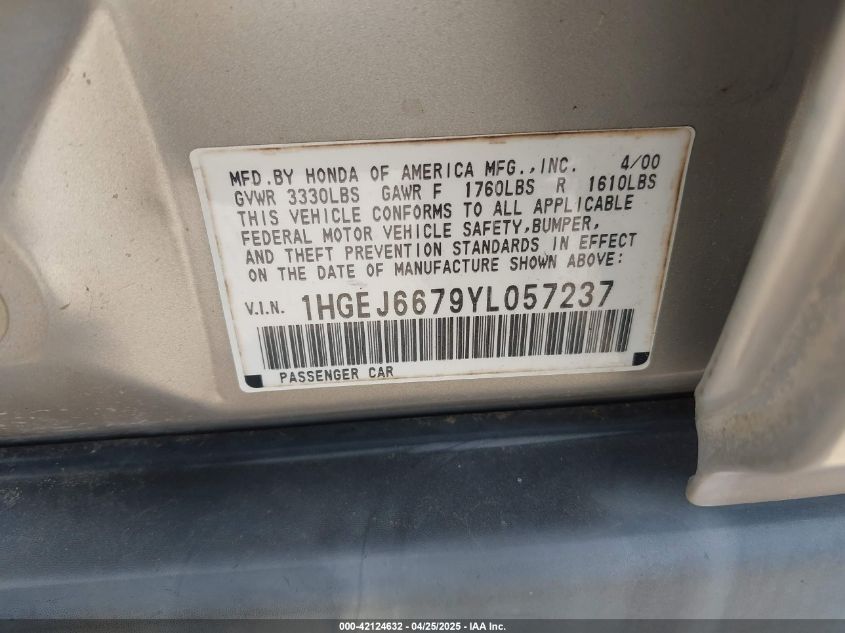 MFD.BY HONDA OF AMERICA MFG.,INC. 4/00
GVWR 3330LBS GAWR F 1760LBS R 1610LBS
THIS VEHICLE CONFORMS TO ALL APPLICABLE
FEDERAL MOTOR VEHICLE SAFETY,BUMPER,
AND THEFT PREVENTION STANDARDS IN EFFECT
ON THE DATE OF MANUFACTURE SHOWN ABOVE:
V.I.N. 1HGEJ6679YL057237
PASSENGER CAR
000-42124632 - 04/25/2025 - IAA Inc.